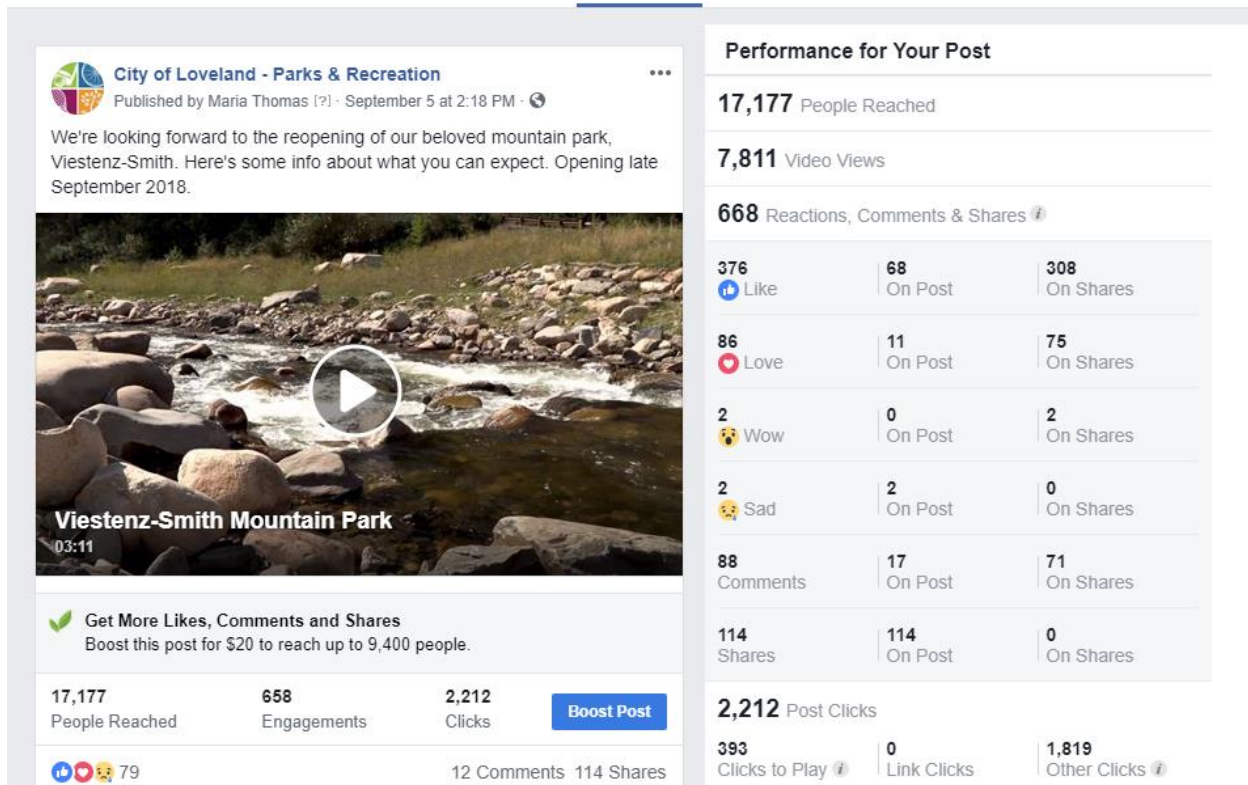 City of Loveland - Parks & Recreation
Published by Maria Thomas [?] · September 5 at 2:18 PM ·
We're looking forward to the reopening of our beloved mountain park,
Viestenz-Smith. Here's some info about what you can expect. Opening late
September 2018.
Viestenz-Smith Mountain Park
03:11
Get More Likes, Comments and Shares
Boost this post for $20 to reach up to 9,400 people.
17,177 658 2,212
People Reached Engagements Clicks Boost Post
79 12 Comments 114 Shares
Performance for Your Post
17,177 People Reached
7,811 Video Views
668 Reactions, Comments & Shares i
376 68 308
Like On Post On Shares
86 11 75
Love On Post On Shares
2 0 2
Wow On Post On Shares
2 2 0
Sad On Post On Shares
88 17 71
Comments On Post On Shares
114 114 0
Shares On Post On Shares
2,212 Post Clicks
393 0 1,819
Clicks to Play i Link Clicks Other Clicks i